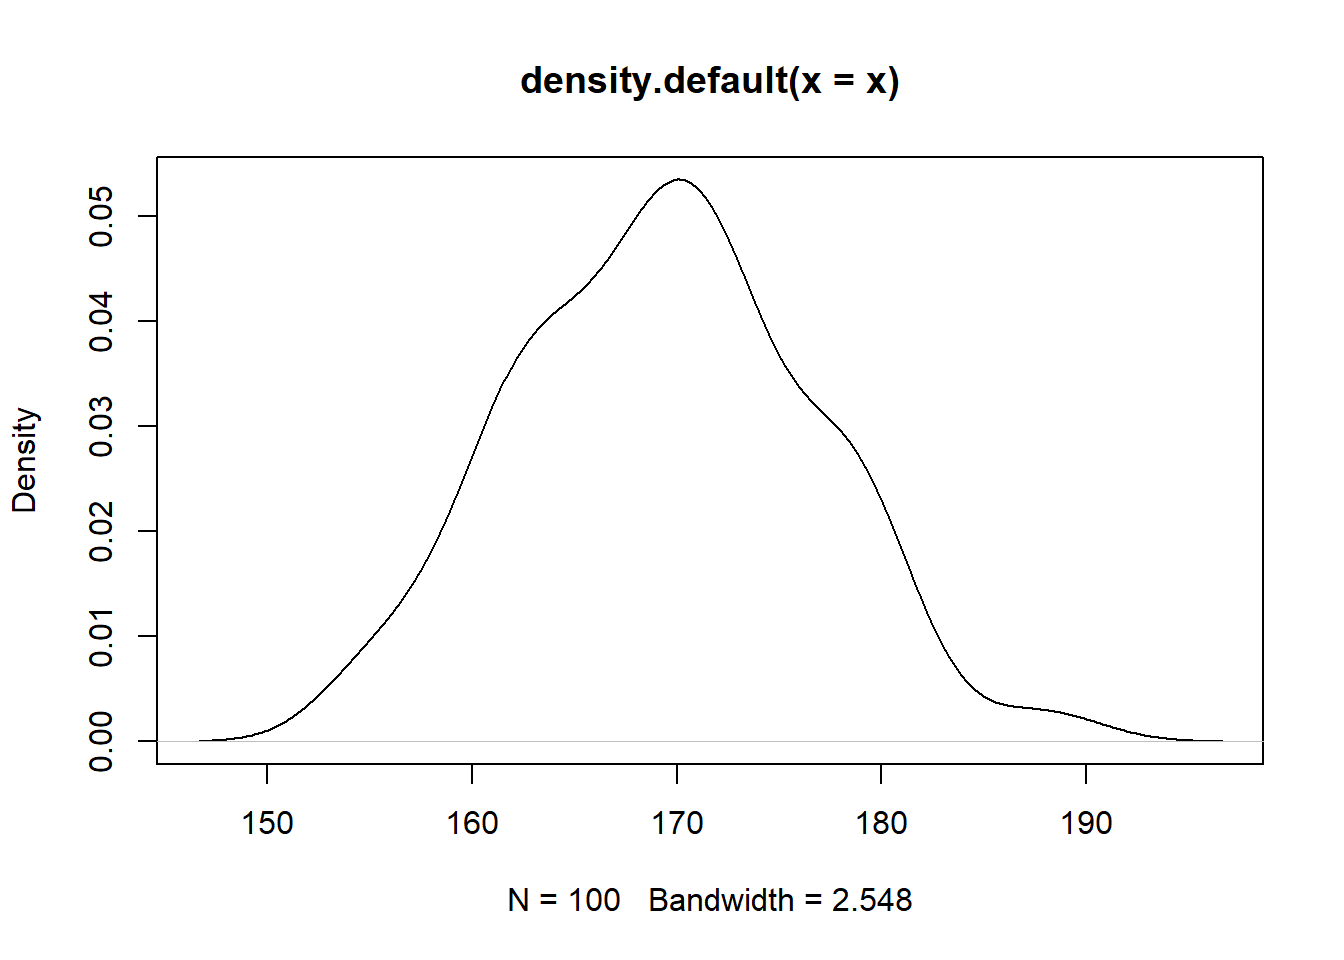 density.default(x = x)
Density
0.05
0.04
0.03
0.02
0.01
0.00
150 160 170 180 190
N = 100 Bandwidth = 2.548